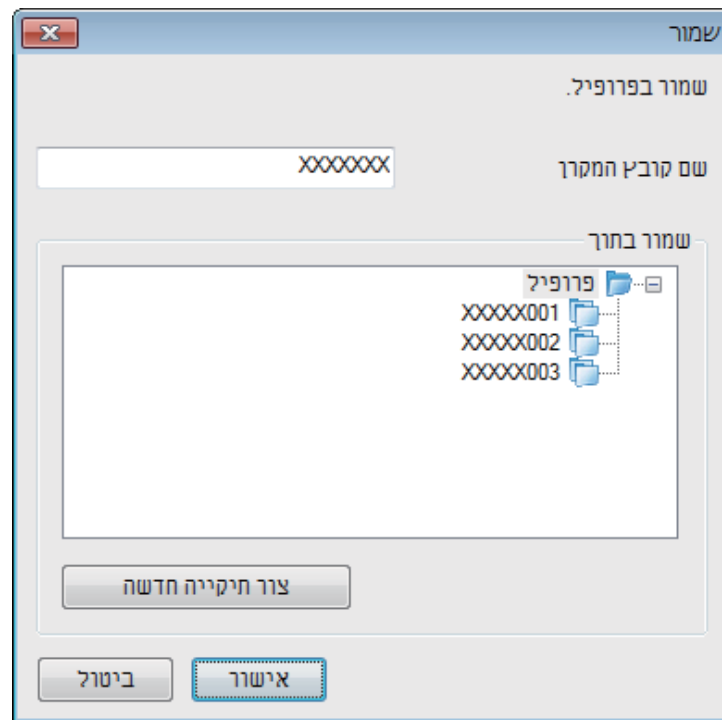 שמור
שמור בפרופיל.
שם קובץ המקרן
XXXXXXX
שמור בתוך
פרופיל
XXXXX001
XXXXX002
XXXXX003
צור תיקייה חדשה
אישור
ביטול